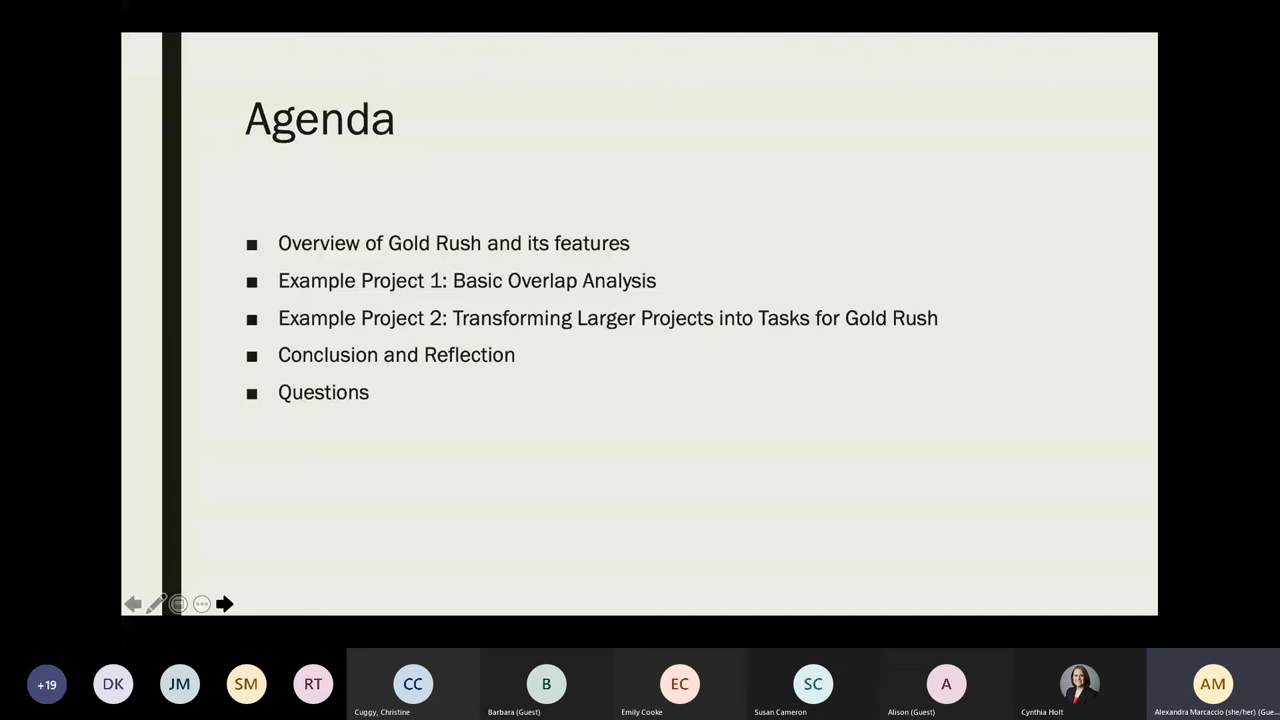 Agenda
■ Overview of Gold Rush and its features
■ Example Project 1: Basic Overlap Analysis
■ Example Project 2: Transforming Larger Projects into Tasks for Gold Rush
■ Conclusion and Reflection
■ Questions
+19 DK JM SM RT CC B EC SC A AM
Cuggy, Christine Barbara (Guest) Emily Cooke Susan Cameron Alison (Guest) Cynthia Holt Alexandra Marcaccio (she/her) (Gue...